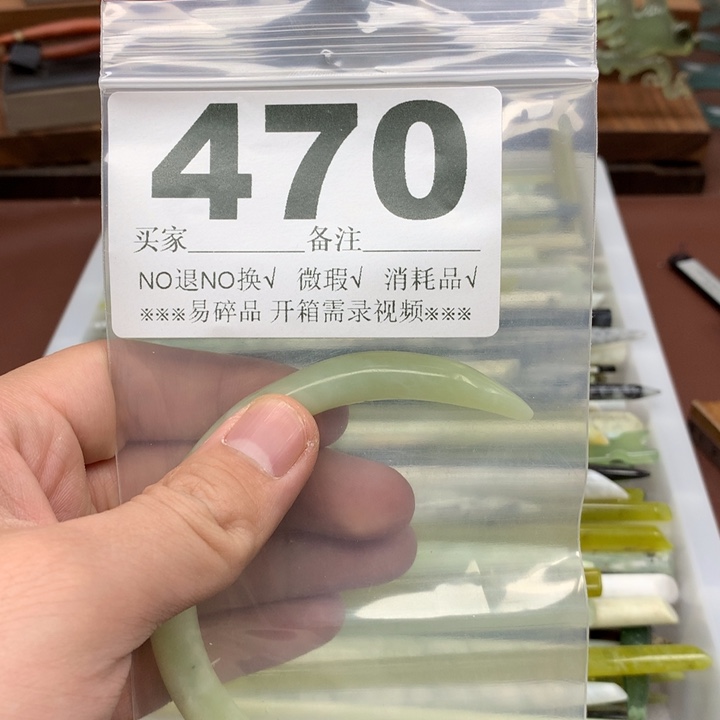 470
买家________备注________
NO退NO换√ 微瑕√ 消耗品√
※※※易碎品 开箱需录视频※※※